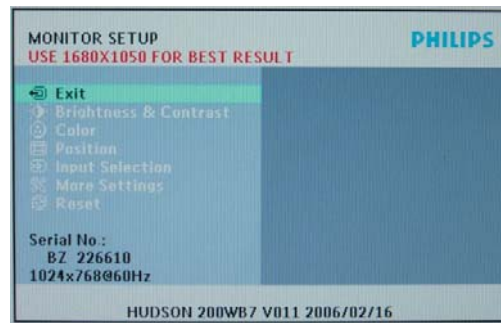 MONITOR SETUP
PHILIPS
USE 1680X1050 FOR BEST RESULT
Exit
Brightness & Contrast
Color
Position
Input Selection
More Settings
Reset
Serial No.:
BZ 226610
1024x768@60Hz
HUDSON 200WB7 V011 2006/02/16